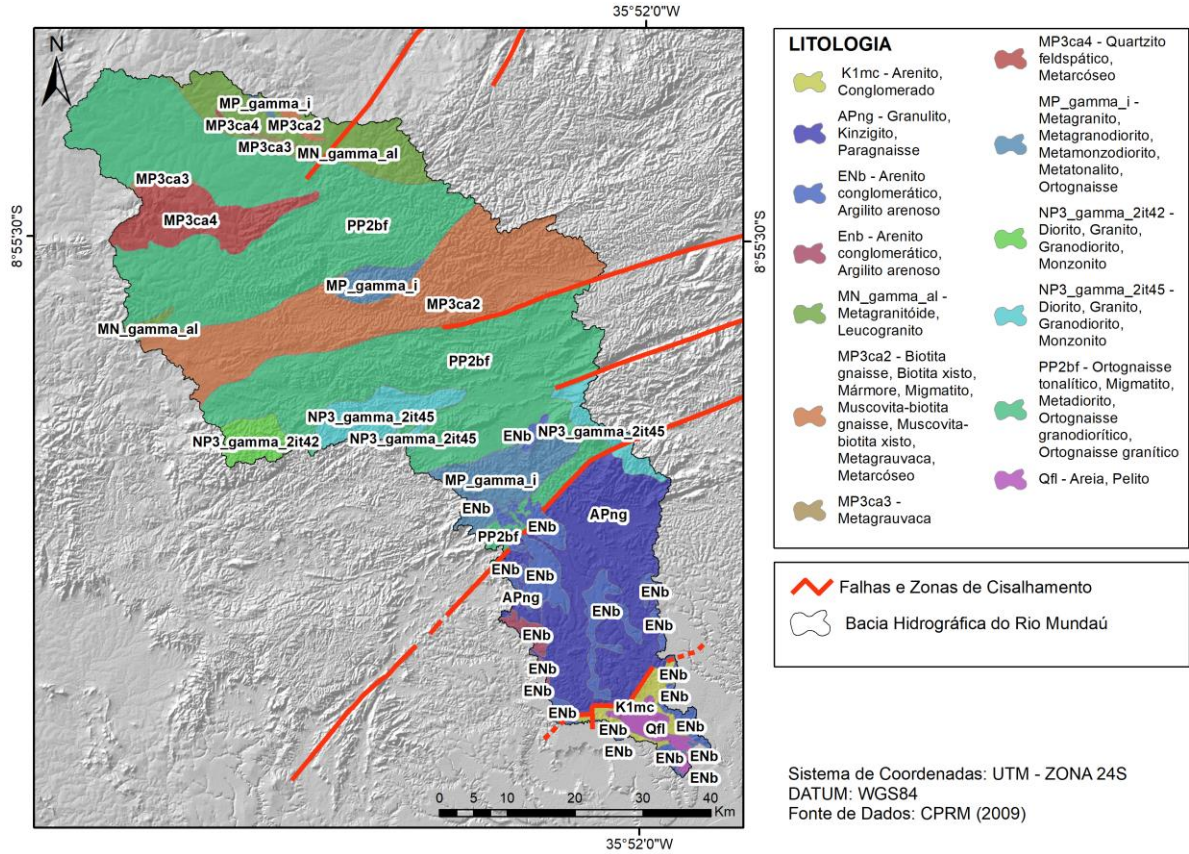 35°52'0"W
N
MP_gamma_i
MP3ca4 MP3ca2
MP3ca3
MN_gamma_al
MP3ca3
MP3ca4
PP2bf
8°55'30"S
8°55'30"S
MP_gamma_i
MP3ca2
MN_gamma_al
PP2bf
NP3_gamma_2it45
NP3_gamma_2it42
NP3_gamma_2it45
ENb
NP3_gamma_2it45
MP_gamma_i
ENb
APng
ENb
PP2bf
ENb
ENb
ENb
APng
ENb
ENb
ENb
ENb
ENb
ENb
ENb
ENb
K1mc
ENb
Qfl
ENb
ENb
ENb
ENb
ENb
ENb
0 5 10 20 30 40
Km
35°52'0"W
LITOLOGIA
K1mc - Arenito,
Conglomerado
APng - Granulito,
Kinzigito,
Paragnaisse
ENb - Arenito
conglomerático,
Argilito arenoso
Enb - Arenito
conglomerático,
Argilito arenoso
MN_gamma_al -
Metagranitóide,
Leucogranito
MP3ca2 - Biotita
gnaisse, Biotita xisto,
Mármore, Migmatito,
Muscovita-biotita
gnaisse, Muscovita-
biotita xisto,
Metagrauvaca,
Metarcóseo
MP3ca3 -
Metagrauvaca
MP3ca4 - Quartzito
feldspático,
Metarcóseo
MP_gamma_i -
Metagranito,
Metagranodiorito,
Metamonzodiorito,
Metatonalito,
Ortognaisse
NP3_gamma_2it42 -
Diorito, Granito,
Granodiorito,
Monzonito
NP3_gamma_2it45 -
Diorito, Granito,
Granodiorito,
Monzonito
PP2bf - Ortognaisse
tonalítico, Migmatito,
Metadiorito,
Ortognaisse
granodiorítico,
Ortognaisse granítico
Qfl - Areia, Pelito
Falhas e Zonas de Cisalhamento
Bacia Hidrográfica do Rio Mundaú
Sistema de Coordenadas: UTM - ZONA 24S
DATUM: WGS84
Fonte de Dados: CPRM (2009)